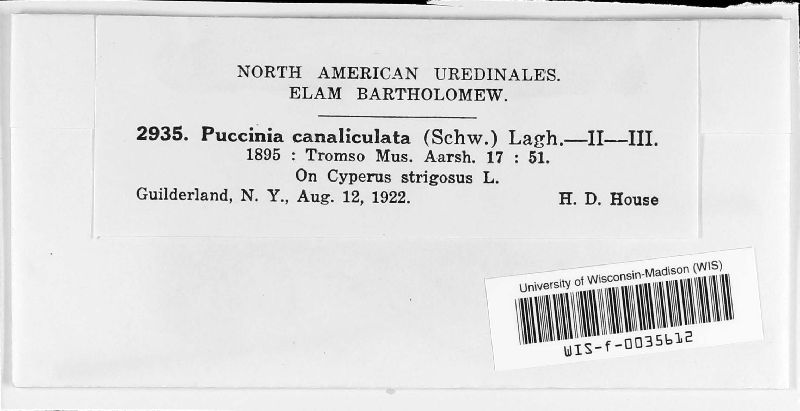 NORTH AMERICAN UREDINALES.
ELAM BARTHOLOMEW.
2935. Puccinia canaliculata (Schw.) Lagh.—II—III.
1895 : Tromso Mus. Aarsh. 17 : 51.
On Cyperus strigosus L.
Guilderland, N. Y., Aug. 12, 1922. H. D. House
University of Wisconsin-Madison (WIS)
WIS-f-0035612